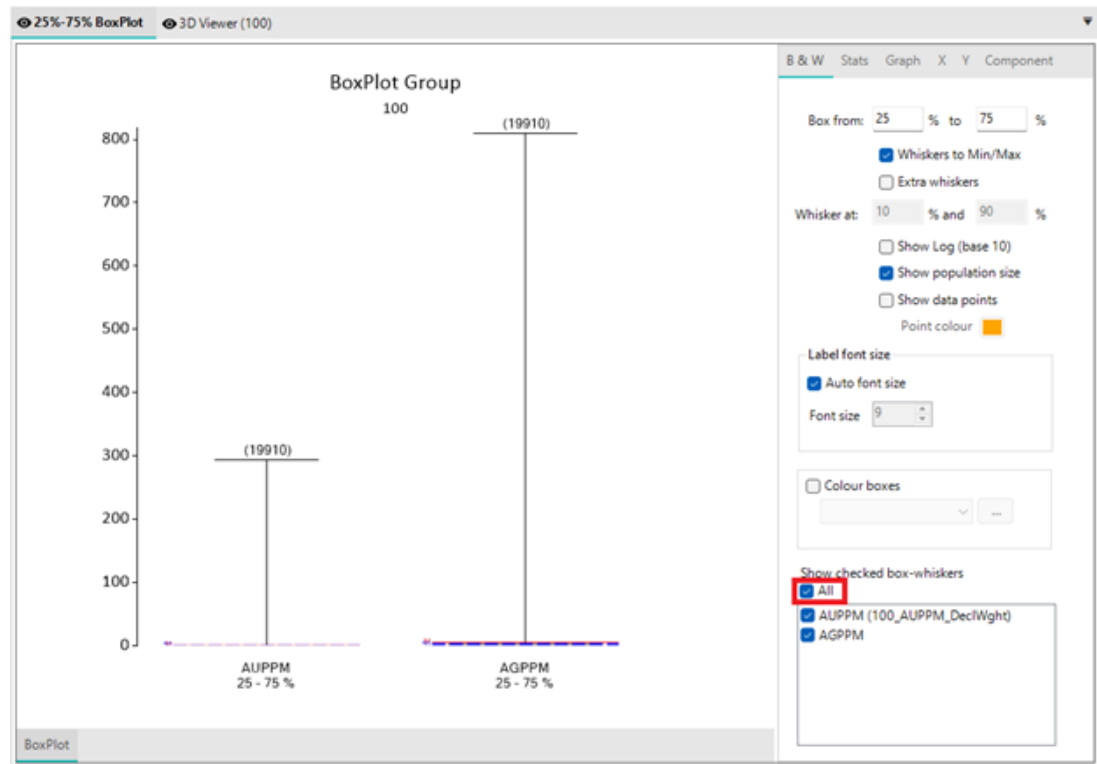 25%-75% BoxPlot 3D Viewer (100)
BoxPlot Group
100
(19910)
800
700
600
500
400
300
(19910)
200
100
0
AUPPM
25 - 75 %
AGPPM
25 - 75 %
BoxPlot
B & W Stats Graph X Y Component
Box from: 25 % to 75 %
Whiskers to Min/Max
Extra whiskers
Whisker at: 10 % and 90 %
Show Log (base 10)
Show population size
Show data points
Point colour
Label font size
Auto font size
Font size 9
Colour boxes
...
Show checked box-whiskers
All
AUPPM (100_AUPPM_DeclWght)
AGPPM